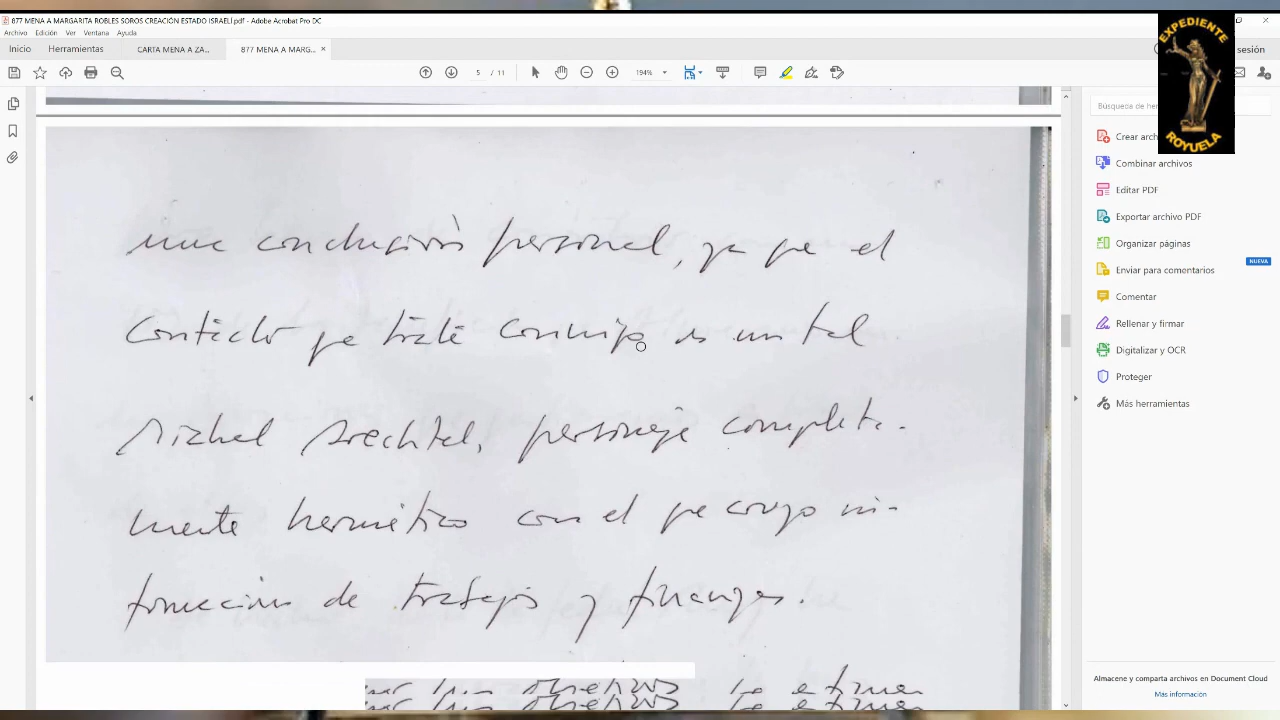 877 MENA A MARGARITA ROBLES SOROS CREACIÓN ESTADO ISRAELÍ.pdf - Adobe Acrobat Pro DC
Archivo Edición Ver Ventana Ayuda
Inicio Herramientas CARTA MENA A ZA... 877 MENA A MARG... × sesión
5 / 11 194%
EXPEDIENTE
ROYUELA
Búsqueda de her
Crear arch
Combinar archivos
Editar PDF
Exportar archivo PDF
Organizar páginas
Enviar para comentarios
NUEVA
Comentar
Rellenar y firmar
Digitalizar y OCR
Proteger
Más herramientas
Almacene y comparta archivos en Document Cloud
Más información
una conclusión personal, ya que el
contacto que trata conmigo es un tal
personaje completa-
mente hermético con el que cruzo in-
formación de trabajo y finanzas.